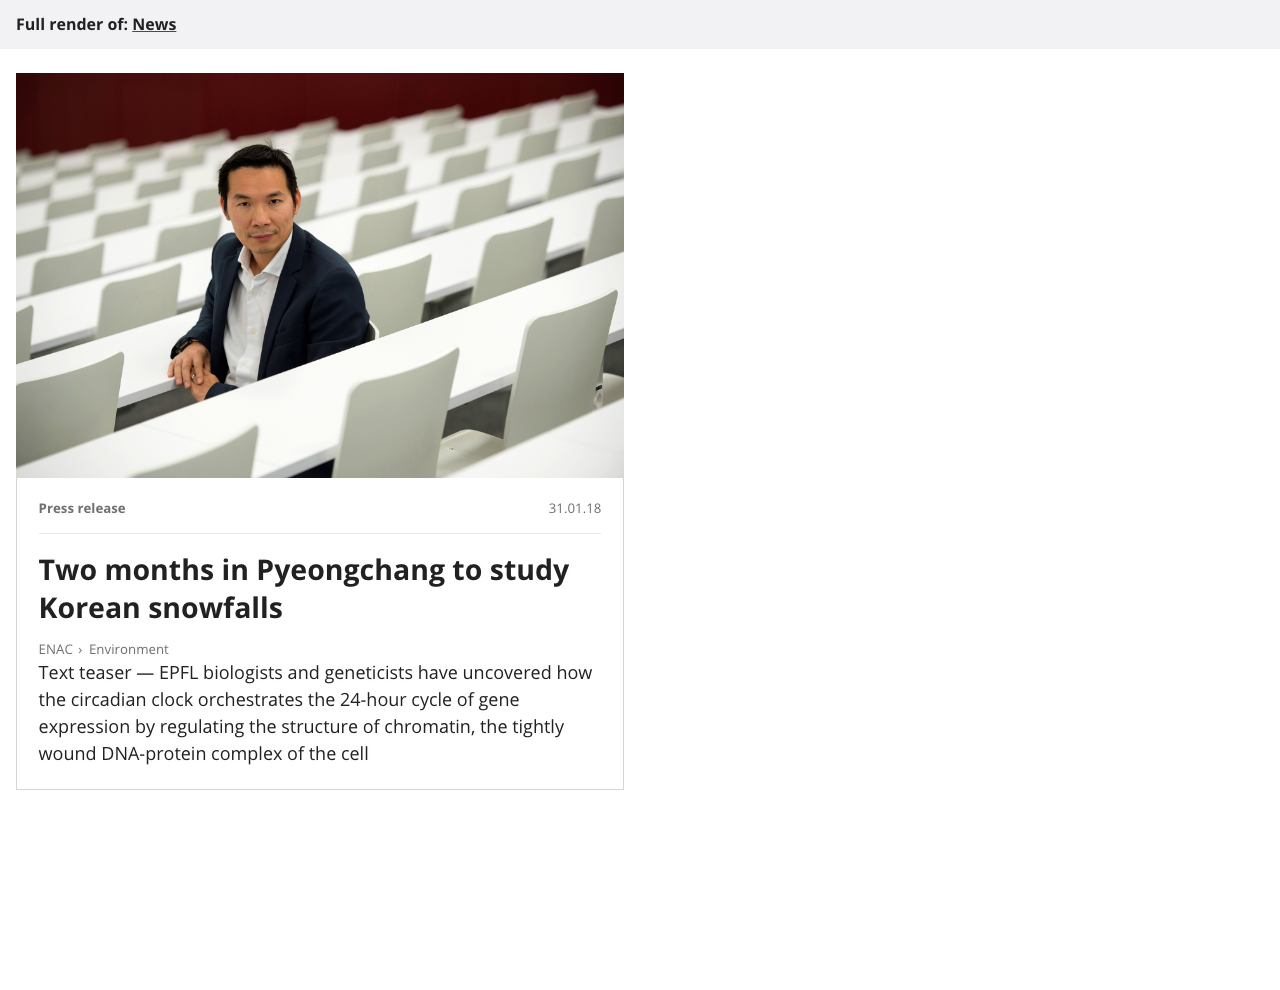 Full render of: News
Press release
31.01.18
Two months in Pyeongchang to study
Korean snowfalls
ENAC › Environment
Text teaser — EPFL biologists and geneticists have uncovered how
the circadian clock orchestrates the 24-hour cycle of gene
expression by regulating the structure of chromatin, the tightly
wound DNA-protein complex of the cell